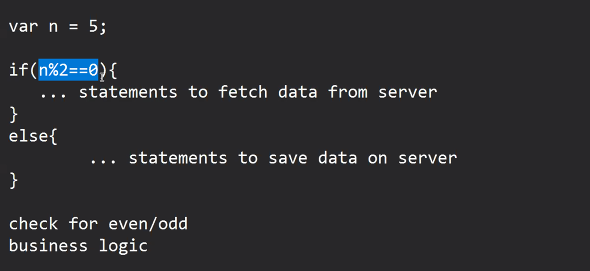 var n = 5;
if(n%2==0){
... statements to fetch data from server
}
else{
... statements to save data on server
}
check for even/odd
business logic